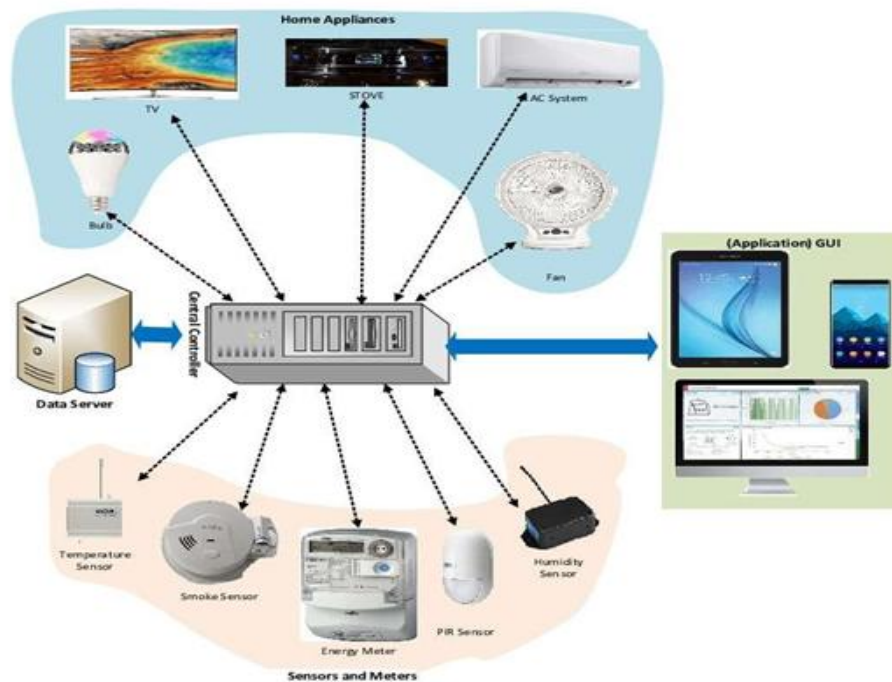 Home Appliances
TV
STOVE
AC System
Bulb
Fan
(Application) GUI
Central Controller
Data Server
Temperature
Sensor
Smoke Sensor
Energy Meter
PIR Sensor
Humidity
Sensor
Sensors and Meters